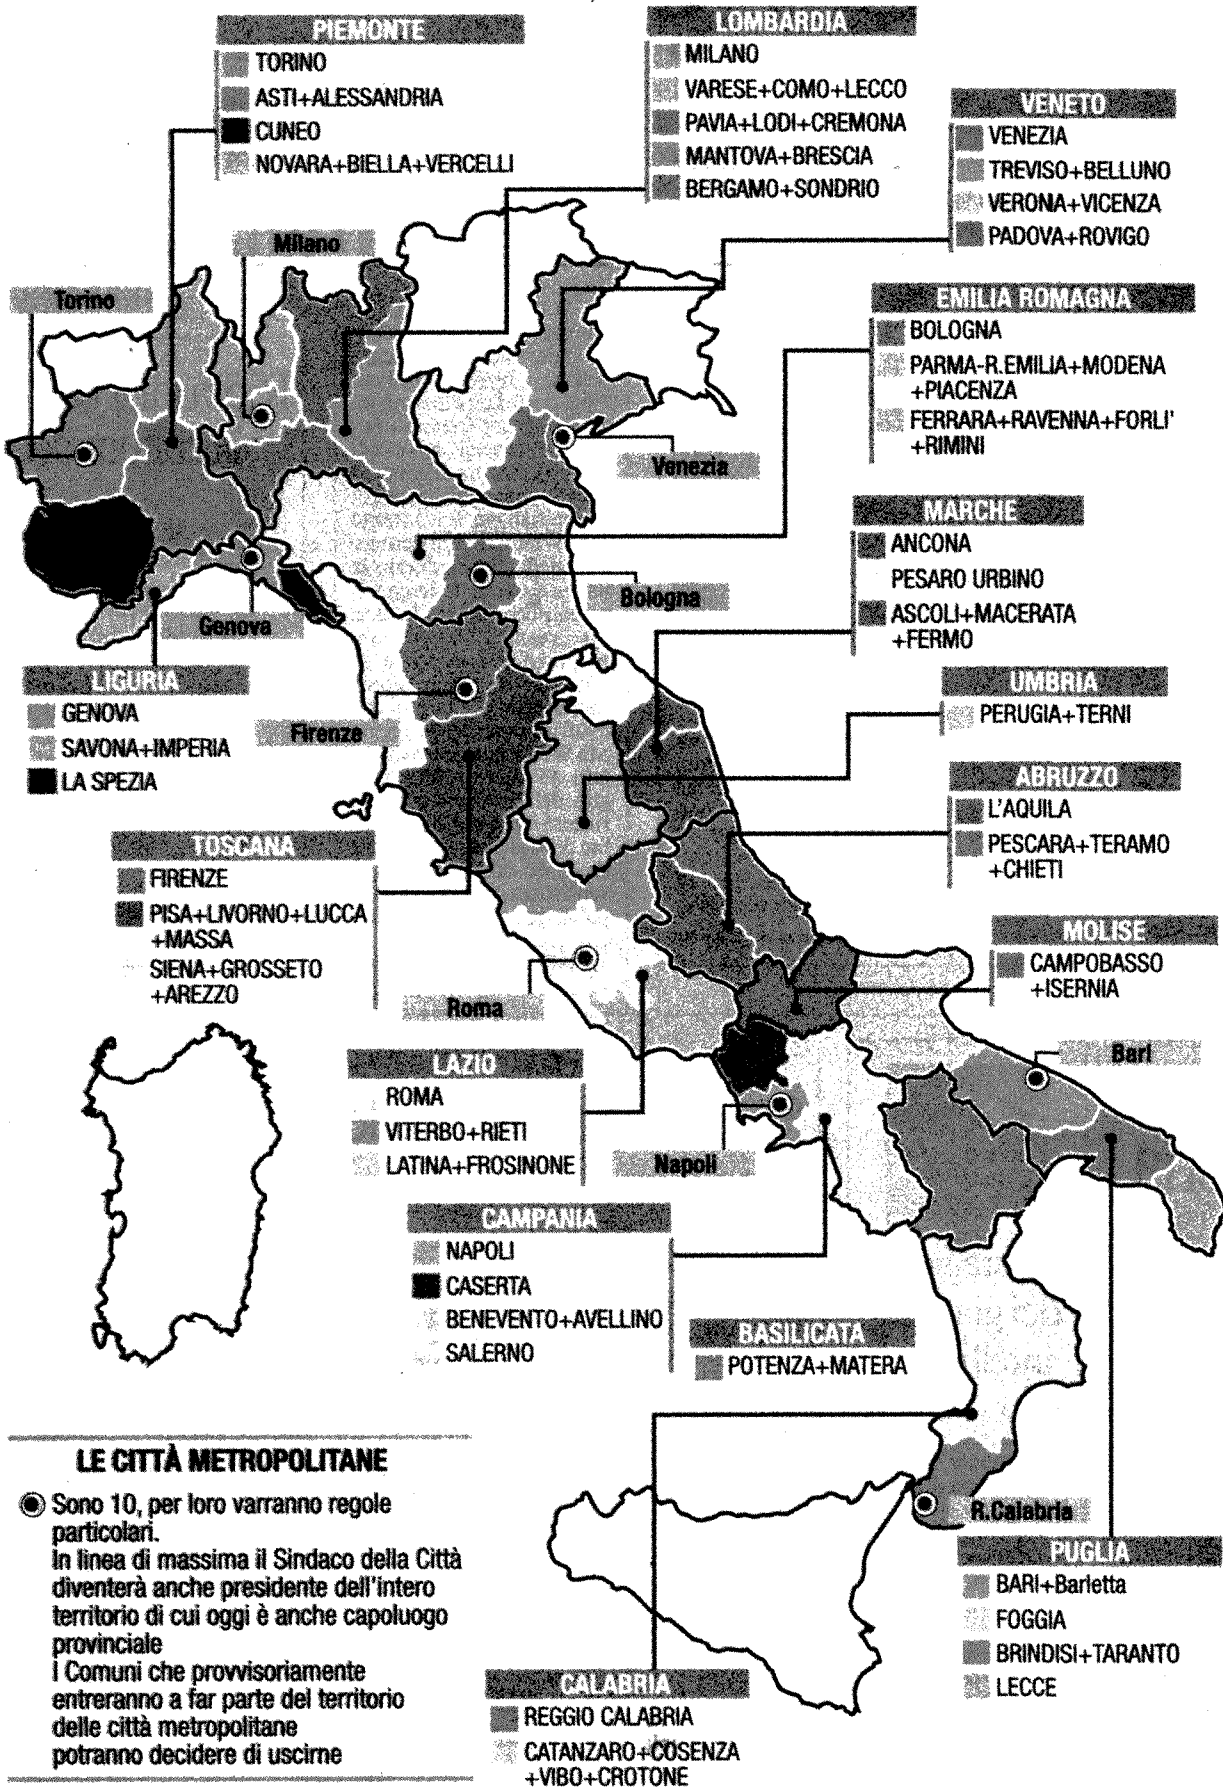 PIEMONTE
TORINO
ASTI+ALESSANDRIA
CUNEO
NOVARA+BIELLA+VERCELLI
LOMBARDIA
MILANO
VARESE+COMO+LECCO
PAVIA+LODI+CREMONA
MANTOVA+BRESCIA
BERGAMO+SONDRIO
VENETO
VENEZIA
TREVISO+BELLUNO
VERONA+VICENZA
PADOVA+ROVIGO
Milano
Torino
EMILIA ROMAGNA
BOLOGNA
PARMA-R.EMILIA+MODENA
+PIACENZA
FERRARA+RAVENNA+FORLI'
+RIMINI
Venezia
MARCHE
ANCONA
PESARO URBINO
ASCOLI+MACERATA
+FERMO
Bologna
Genova
LIGURIA
GENOVA
SAVONA+IMPERIA
LA SPEZIA
Firenze
UMBRIA
PERUGIA+TERNI
ABRUZZO
L'AQUILA
PESCARA+TERAMO
+CHIETI
TOSCANA
FIRENZE
PISA+LIVORNO+LUCCA
+MASSA
SIENA+GROSSETO
+AREZZO
MOLISE
CAMPOBASSO
+ISERNIA
Roma
Bari
LAZIO
ROMA
VITERBO+RIETI
LATINA+FROSINONE
Napoli
CAMPANIA
NAPOLI
CASERTA
BENEVENTO+AVELLINO
SALERNO
BASILICATA
POTENZA+MATERA
LE CITTÀ METROPOLITANE
Sono 10, per loro varranno regole
particolari.
In linea di massima il Sindaco della Città
diventerà anche presidente dell'intero
territorio di cui oggi è anche capoluogo
provinciale
I Comuni che provvisoriamente
entreranno a far parte del territorio
delle città metropolitane
potranno decidere di uscirne
R.Calabria
PUGLIA
BARI+Barletta
FOGGIA
BRINDISI+TARANTO
LECCE
CALABRIA
REGGIO CALABRIA
CATANZARO+COSENZA
+VIBO+CROTONE